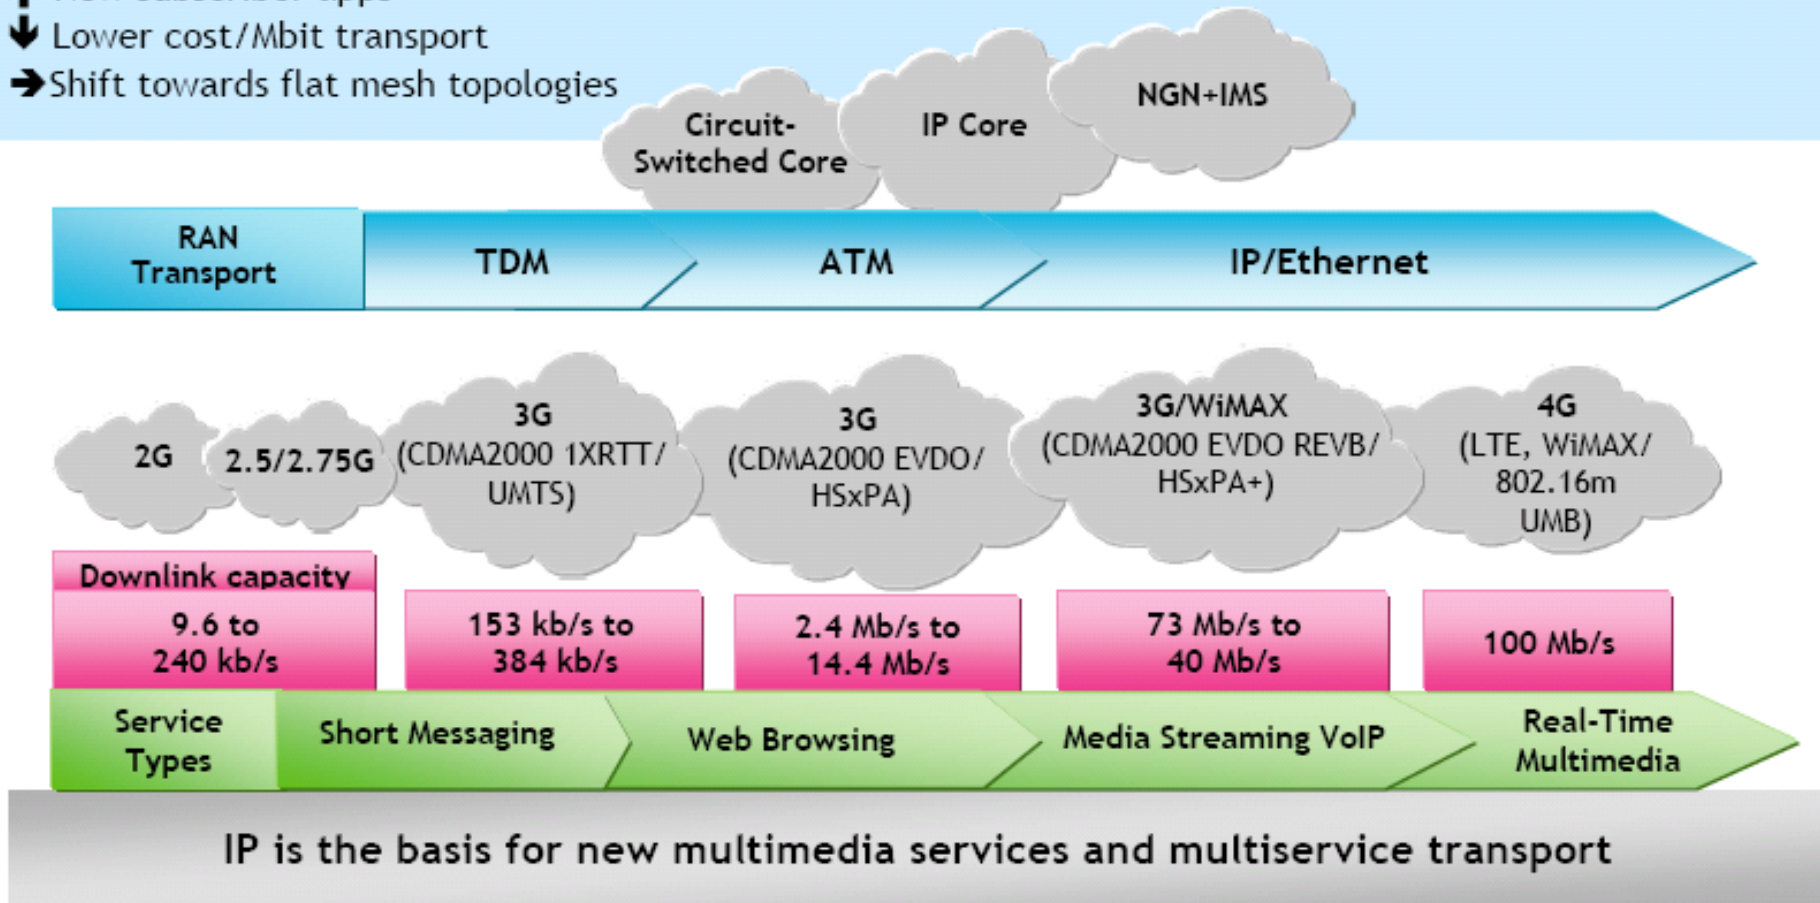 New subscriber apps
Lower cost/Mbit transport
Shift towards flat mesh topologies
Circuit-
Switched Core
IP Core
NGN+IMS
RAN
Transport
TDM
ATM
IP/Ethernet
2G
2.5/2.75G
3G
(CDMA2000 1XRTT/
UMTS)
3G
(CDMA2000 EVDO/
HSxPA)
3G/WiMAX
(CDMA2000 EVDO REVB/
HSxPA+)
4G
(LTE, WiMAX/
802.16m
UMB)
Downlink capacity
9.6 to
240 kb/s
153 kb/s to
384 kb/s
2.4 Mb/s to
14.4 Mb/s
73 Mb/s to
40 Mb/s
100 Mb/s
Service
Types
Short Messaging
Web Browsing
Media Streaming VoIP
Real-Time
Multimedia
IP is the basis for new multimedia services and multiservice transport